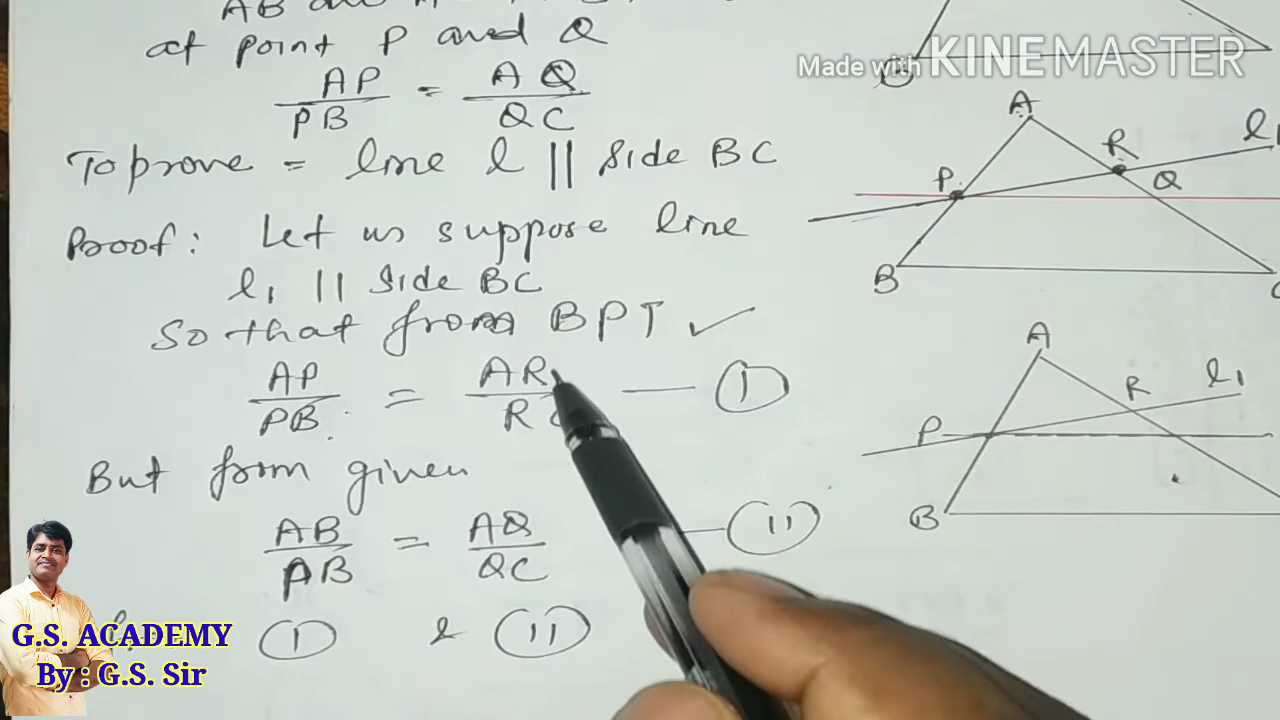 AB and
at point P and Q
AP/PB = AQ/QC
To prove = line l || side BC
Proof: Let us suppose line
l₁ || side BC
So that from BPT ✓
AP/PB = AR/R — I
But from given
AB/AB = AQ/QC — II
I & II
Made with KINEMASTER
B
A
R
l₁
P
Q
B
C
A
R
l₁
P
B
G.S. ACADEMY
By : G.S. Sir